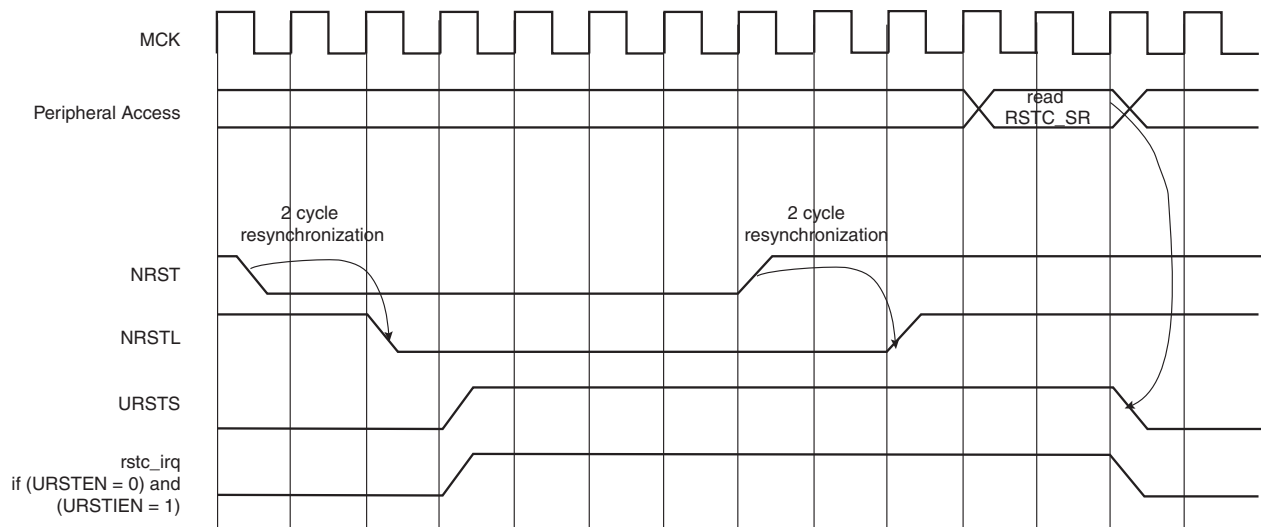 MCK
Peripheral Access
read
RSTC_SR
2 cycle
resynchronization
2 cycle
resynchronization
NRST
NRSTL
URSTS
rstc_irq
if (URSTEN = 0) and
(URSTIEN = 1)